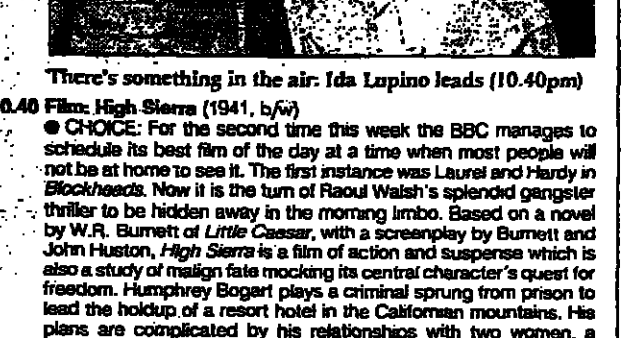 There's something in the air: Ida Lupino leads (10.40pm)
0.40 Film: High Sierra (1941, b/w)
● CHOICE: For the second time this week the BBC manages to
schedule its best film of the day at a time when most people will
not be at home to see it. The first instance was Laurel and Hardy in
Blockheads. Now it is the turn of Raoul Walsh's splendid gangster
thriller to be hidden away in the morning limbo. Based on a novel
by W.R. Burnett of Little Caesar, with a screenplay by Burnett and
John Huston, High Sierra is a film of action and suspense which is
also a study of malign fate mocking its central character's quest for
freedom. Humphrey Bogart plays a criminal sprung from prison to
lead the holdup of a resort hotel in the Californian mountains. His
plans are complicated by his relationships with two women, a